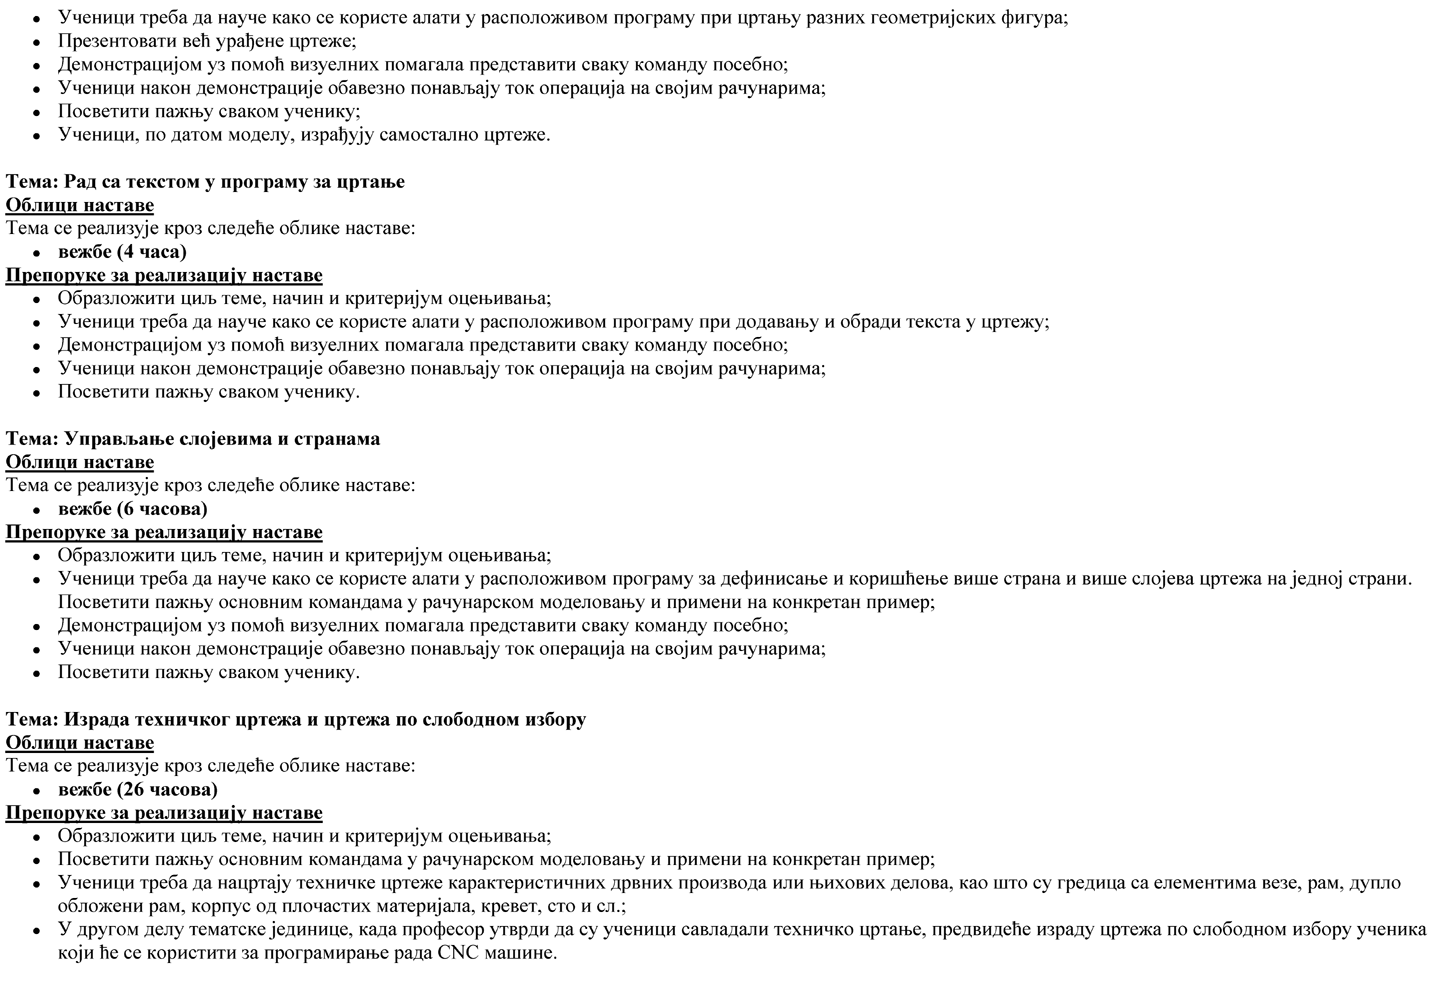 • Ученици треба да науче како се користе алати у расположивом програму при цртању разних геометријских фигура;
• Презентовати већ урађене цртеже;
• Демонстрацијом уз помоћ визуелних помагала представити сваку команду посебно;
• Ученици након демонстрације обавезно понављају ток операција на својим рачунарима;
• Посветити пажњу сваком ученику;
• Ученици, по датом моделу, израђују самостално цртеже.
Тема: Рад са текстом у програму за цртање
Облици наставе
Тема се реализује кроз следеће облике наставе:
• вежбе (4 часа)
Препоруке за реализацију наставе
• Образложити циљ теме, начин и критеријум оцењивања;
• Ученици треба да науче како се користе алати у расположивом програму при додавању и обради текста у цртежу;
• Демонстрацијом уз помоћ визуелних помагала представити сваку команду посебно;
• Ученици након демонстрације обавезно понављају ток операција на својим рачунарима;
• Посветити пажњу сваком ученику.
Тема: Управљање слојевима и странама
Облици наставе
Тема се реализује кроз следеће облике наставе:
• вежбе (6 часова)
Препоруке за реализацију наставе
• Образложити циљ теме, начин и критеријум оцењивања;
• Ученици треба да науче како се користе алати у расположивом програму за дефинисање и коришћење више страна и више слојева цртежа на једној страни.
Посветити пажњу основним командама у рачунарском моделовању и примени на конкретан пример;
• Демонстрацијом уз помоћ визуелних помагала представити сваку команду посебно;
• Ученици након демонстрације обавезно понављају ток операција на својим рачунарима;
• Посветити пажњу сваком ученику.
Тема: Израда техничког цртежа и цртежа по слободном избору
Облици наставе
Тема се реализује кроз следеће облике наставе:
• вежбе (26 часова)
Препоруке за реализацију наставе
• Образложити циљ теме, начин и критеријум оцењивања;
• Посветити пажњу основним командама у рачунарском моделовању и примени на конкретан пример;
• Ученици треба да нацртају техничке цртеже карактеристичних дрвних производа или њихових делова, као што су гредица са елементима везе, рам, дупло
обложени рам, корпус од плочастих материјала, кревет, сто и сл.;
• У другом делу тематске јединице, када професор утврди да су ученици савладали техничко цртање, предвидеће израду цртежа по слободном избору ученика
који ће се користити за програмирање рада CNC машине.